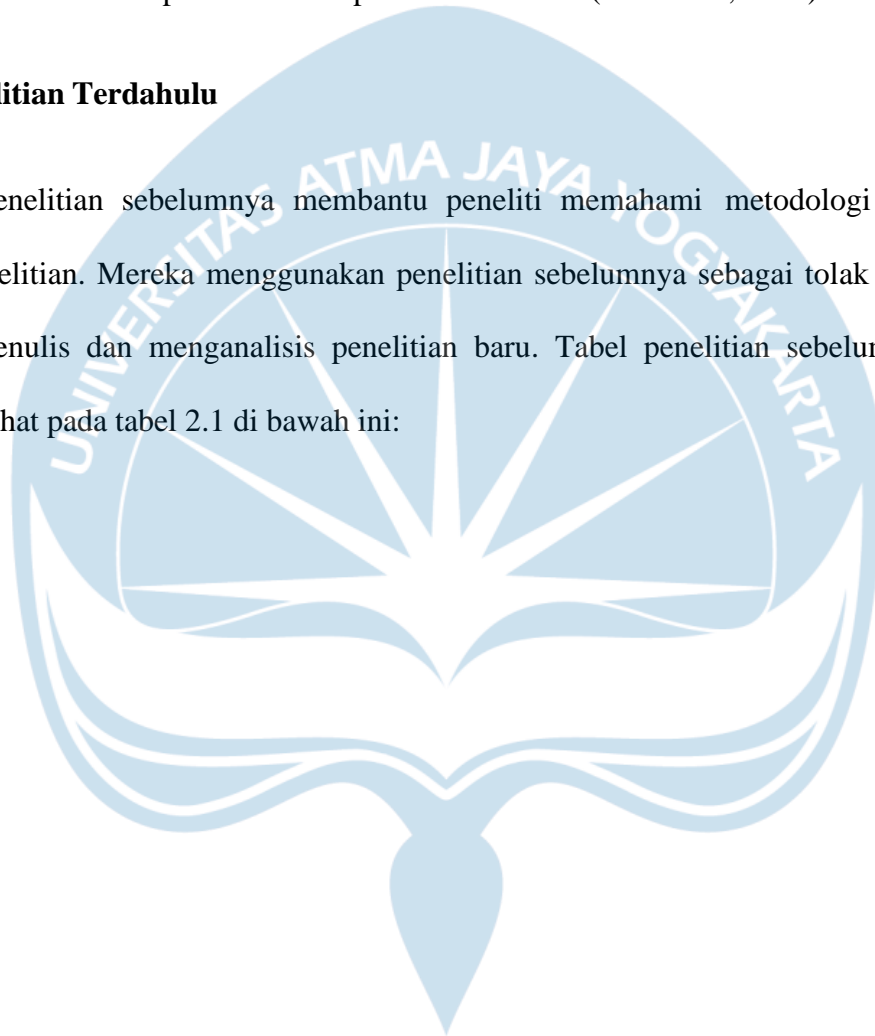 litian Terdahulu
enelitian sebelumnya membantu peneliti memahami metodologi
elitian. Mereka menggunakan penelitian sebelumnya sebagai tolak
enulis dan menganalisis penelitian baru. Tabel penelitian sebelu
hat pada tabel 2.1 di bawah ini:
UNIVERSITAS ATMA JAYA YOGYAKARTA